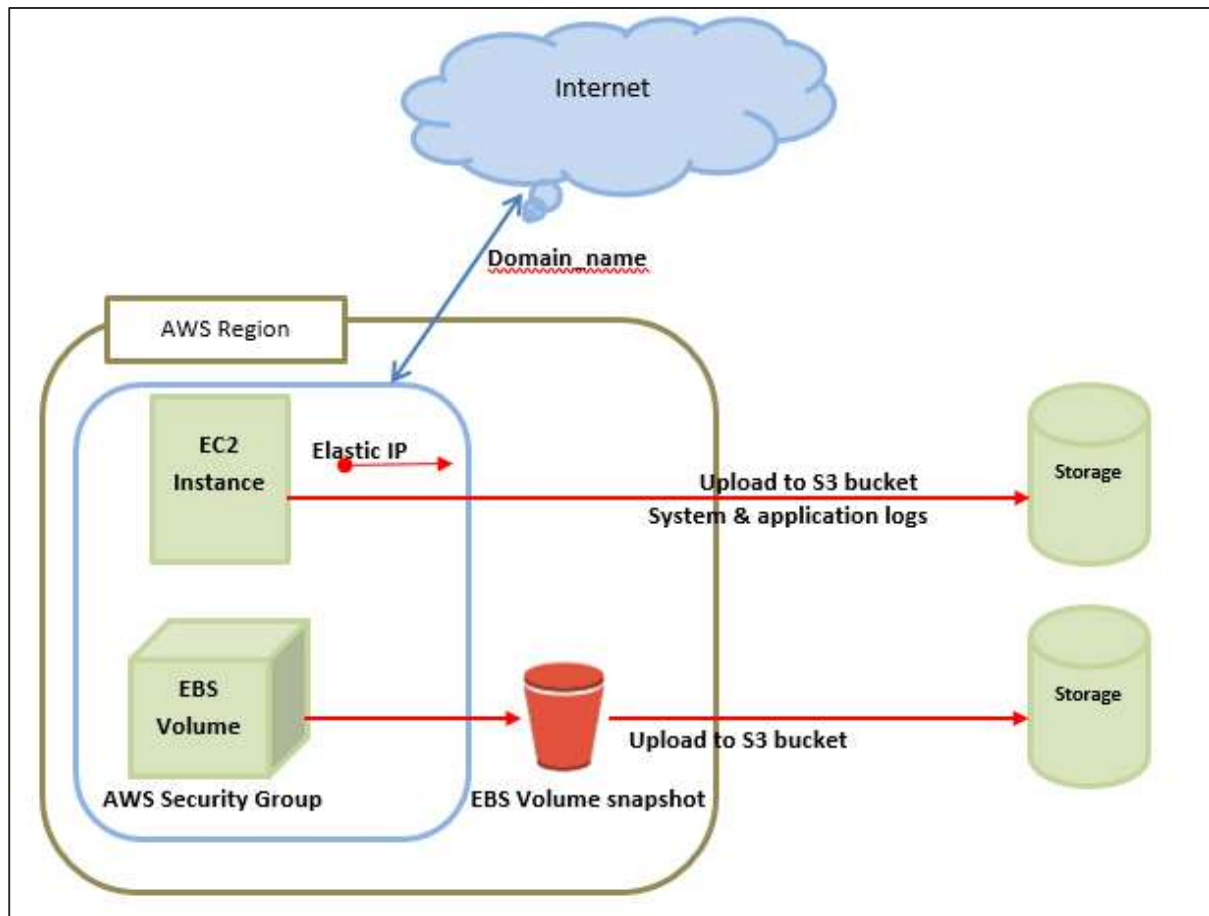 Internet
Domain_name
AWS Region
EC2
Instance
Elastic IP
Upload to S3 bucket
System & application logs
Storage
EBS
Volume
AWS Security Group
EBS Volume snapshot
Upload to S3 bucket
Storage